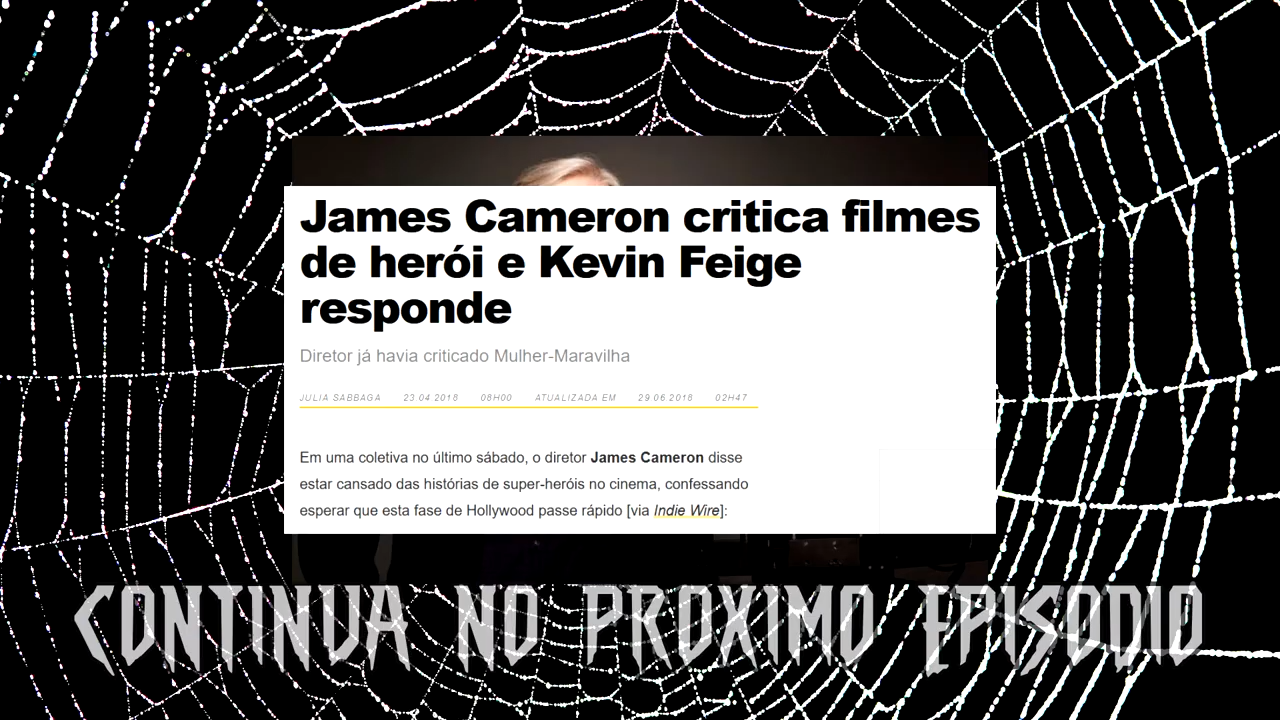 James Cameron critica filmes
de herói e Kevin Feige
responde
Diretor já havia criticado Mulher-Maravilha
JULIA SABBAGA 23.04.2018 08H00 ATUALIZADA EM 29.06.2018 02H47
Em uma coletiva no último sábado, o diretor James Cameron disse
estar cansado das histórias de super-heróis no cinema, confessando
esperar que esta fase de Hollywood passe rápido [via Indie Wire]:
CONTINUA NO PROXIMO EPISODIO